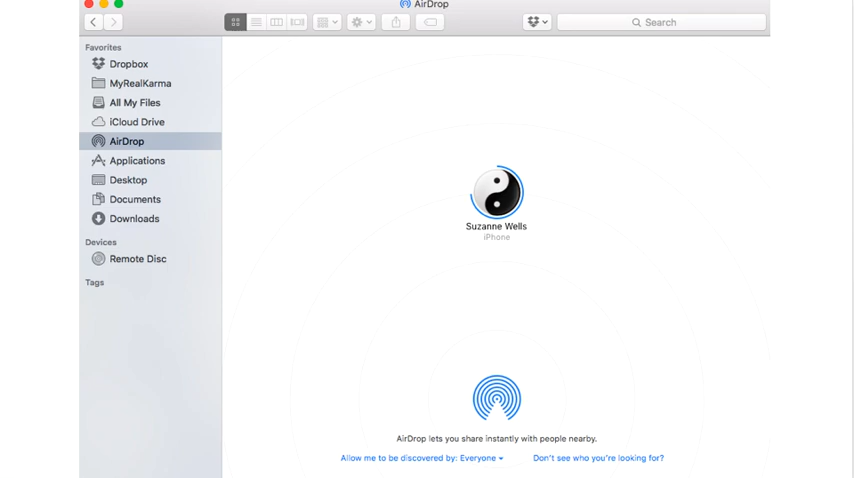 AirDrop
Search
Favorites
Dropbox
MyRealKarma
All My Files
iCloud Drive
AirDrop
Applications
Desktop
Documents
Downloads
Devices
Remote Disc
Tags
Suzanne Wells
iPhone
AirDrop lets you share instantly with people nearby.
Allow me to be discovered by: Everyone Don't see who you're looking for?